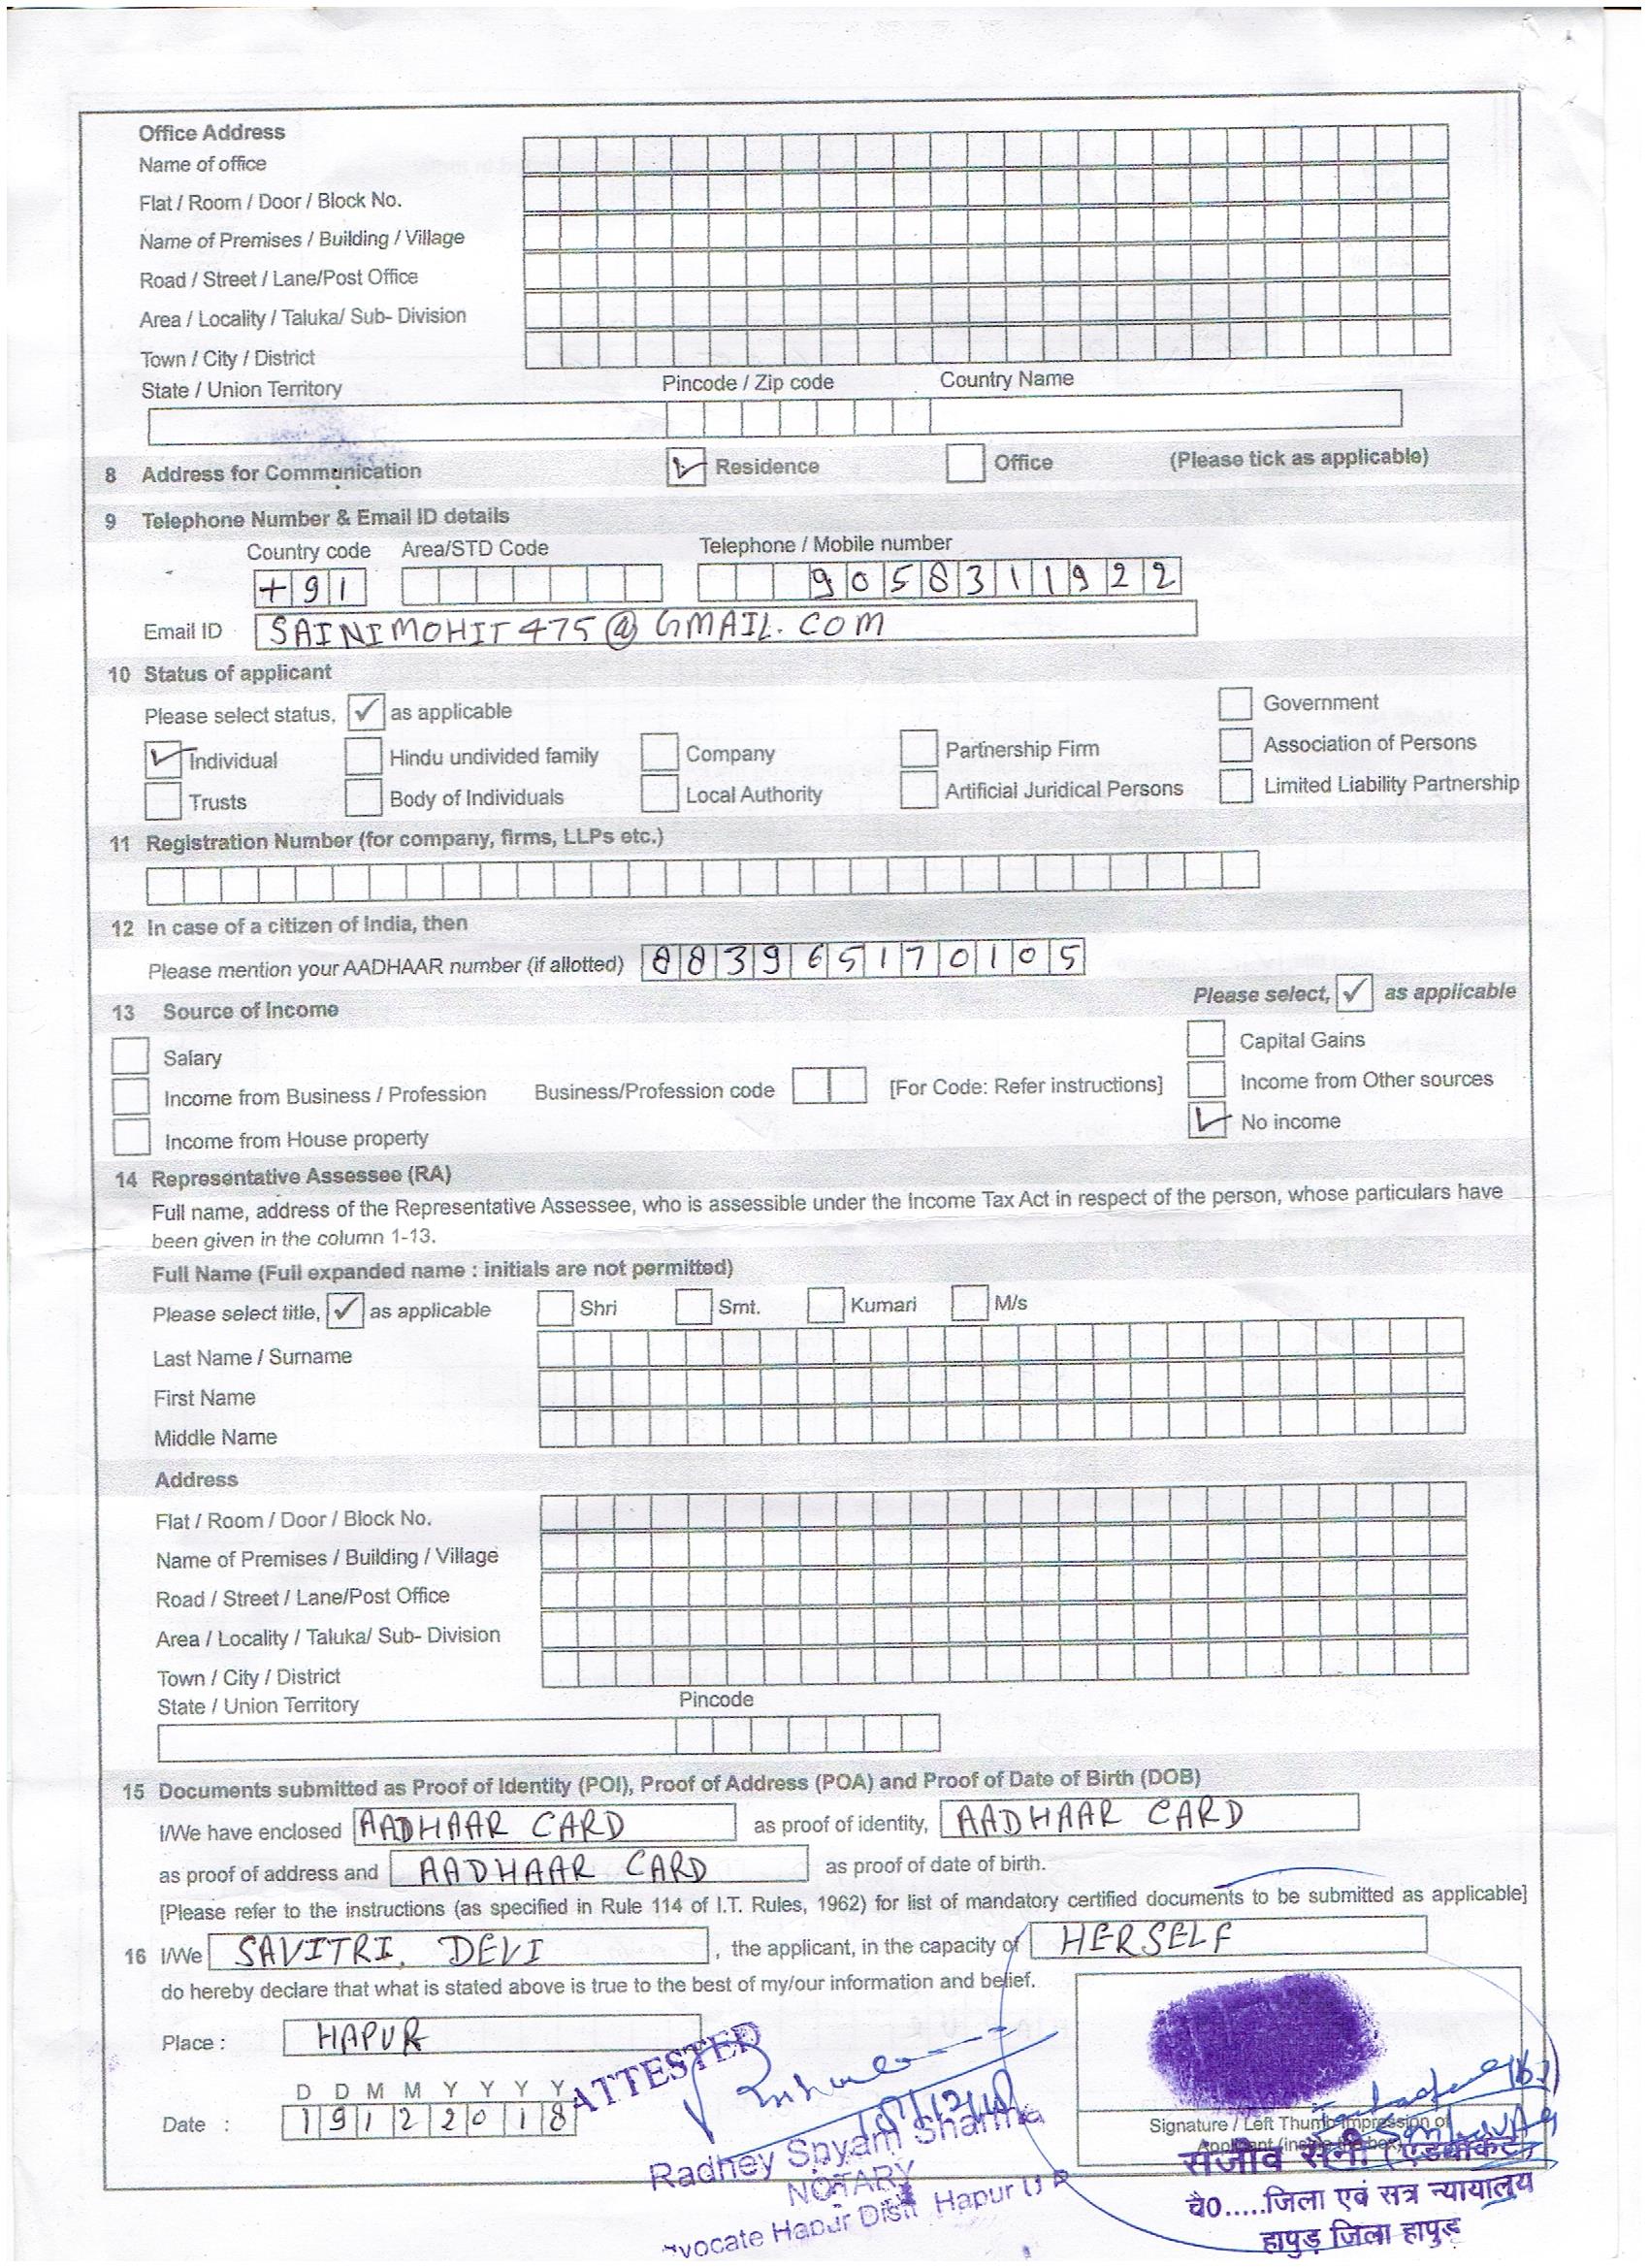 Office Address
Name of office
Flat / Room / Door / Block No.
Name of Premises / Building / Village
Road / Street / Lane/Post Office
Area / Locality / Taluka/ Sub- Division
Town / City / District
State / Union Territory Pincode / Zip code Country Name
8 Address for Communication Residence Office (Please tick as applicable)
9 Telephone Number & Email ID details
Country code Area/STD Code Telephone / Mobile number
+91 9058311922
Email ID SAINIMOHIT475@GMAIL.COM
10 Status of applicant
Please select status, ✓ as applicable Government
Individual Hindu undivided family Company Partnership Firm Association of Persons
Trusts Body of Individuals Local Authority Artificial Juridical Persons Limited Liability Partnership
11 Registration Number (for company, firms, LLPs etc.)
12 In case of a citizen of India, then
Please mention your AADHAAR number (if allotted) 883965170105
13 Source of Income Please select, ✓ as applicable
Salary Capital Gains
Income from Business / Profession Business/Profession code [For Code: Refer instructions] Income from Other sources
Income from House property No income
14 Representative Assessee (RA)
Full name, address of the Representative Assessee, who is assessible under the Income Tax Act in respect of the person, whose particulars have
been given in the column 1-13.
Full Name (Full expanded name : initials are not permitted)
Please select title, ✓ as applicable Shri Smt. Kumari M/s
Last Name / Surname
First Name
Middle Name
Address
Flat / Room / Door / Block No.
Name of Premises / Building / Village
Road / Street / Lane/Post Office
Area / Locality / Taluka/ Sub- Division
Town / City / District
State / Union Territory Pincode
15 Documents submitted as Proof of Identity (POI), Proof of Address (POA) and Proof of Date of Birth (DOB)
I/We have enclosed AADHAAR CARD as proof of identity, AADHAAR CARD
as proof of address and AADHAAR CARD as proof of date of birth.
[Please refer to the instructions (as specified in Rule 114 of I.T. Rules, 1962) for list of mandatory certified documents to be submitted as applicable]
16 I/We SAVITRI. DEVI , the applicant, in the capacity of HERSELF
do hereby declare that what is stated above is true to the best of my/our information and belief.
Place : HAPUR
D D M M Y Y Y Y
Date : 19122018
ATTESTED
Radhey Shyam Sharma
NOTARY
Advocate Hapur Distt Hapur U P
Signature / Left Thumb Impression of
Applicant (inside the box)
संजीव सैनी (एडवोकेट)
चै0.....जिला एवं सत्र न्यायालय
हापुड़ जिला हापुड़